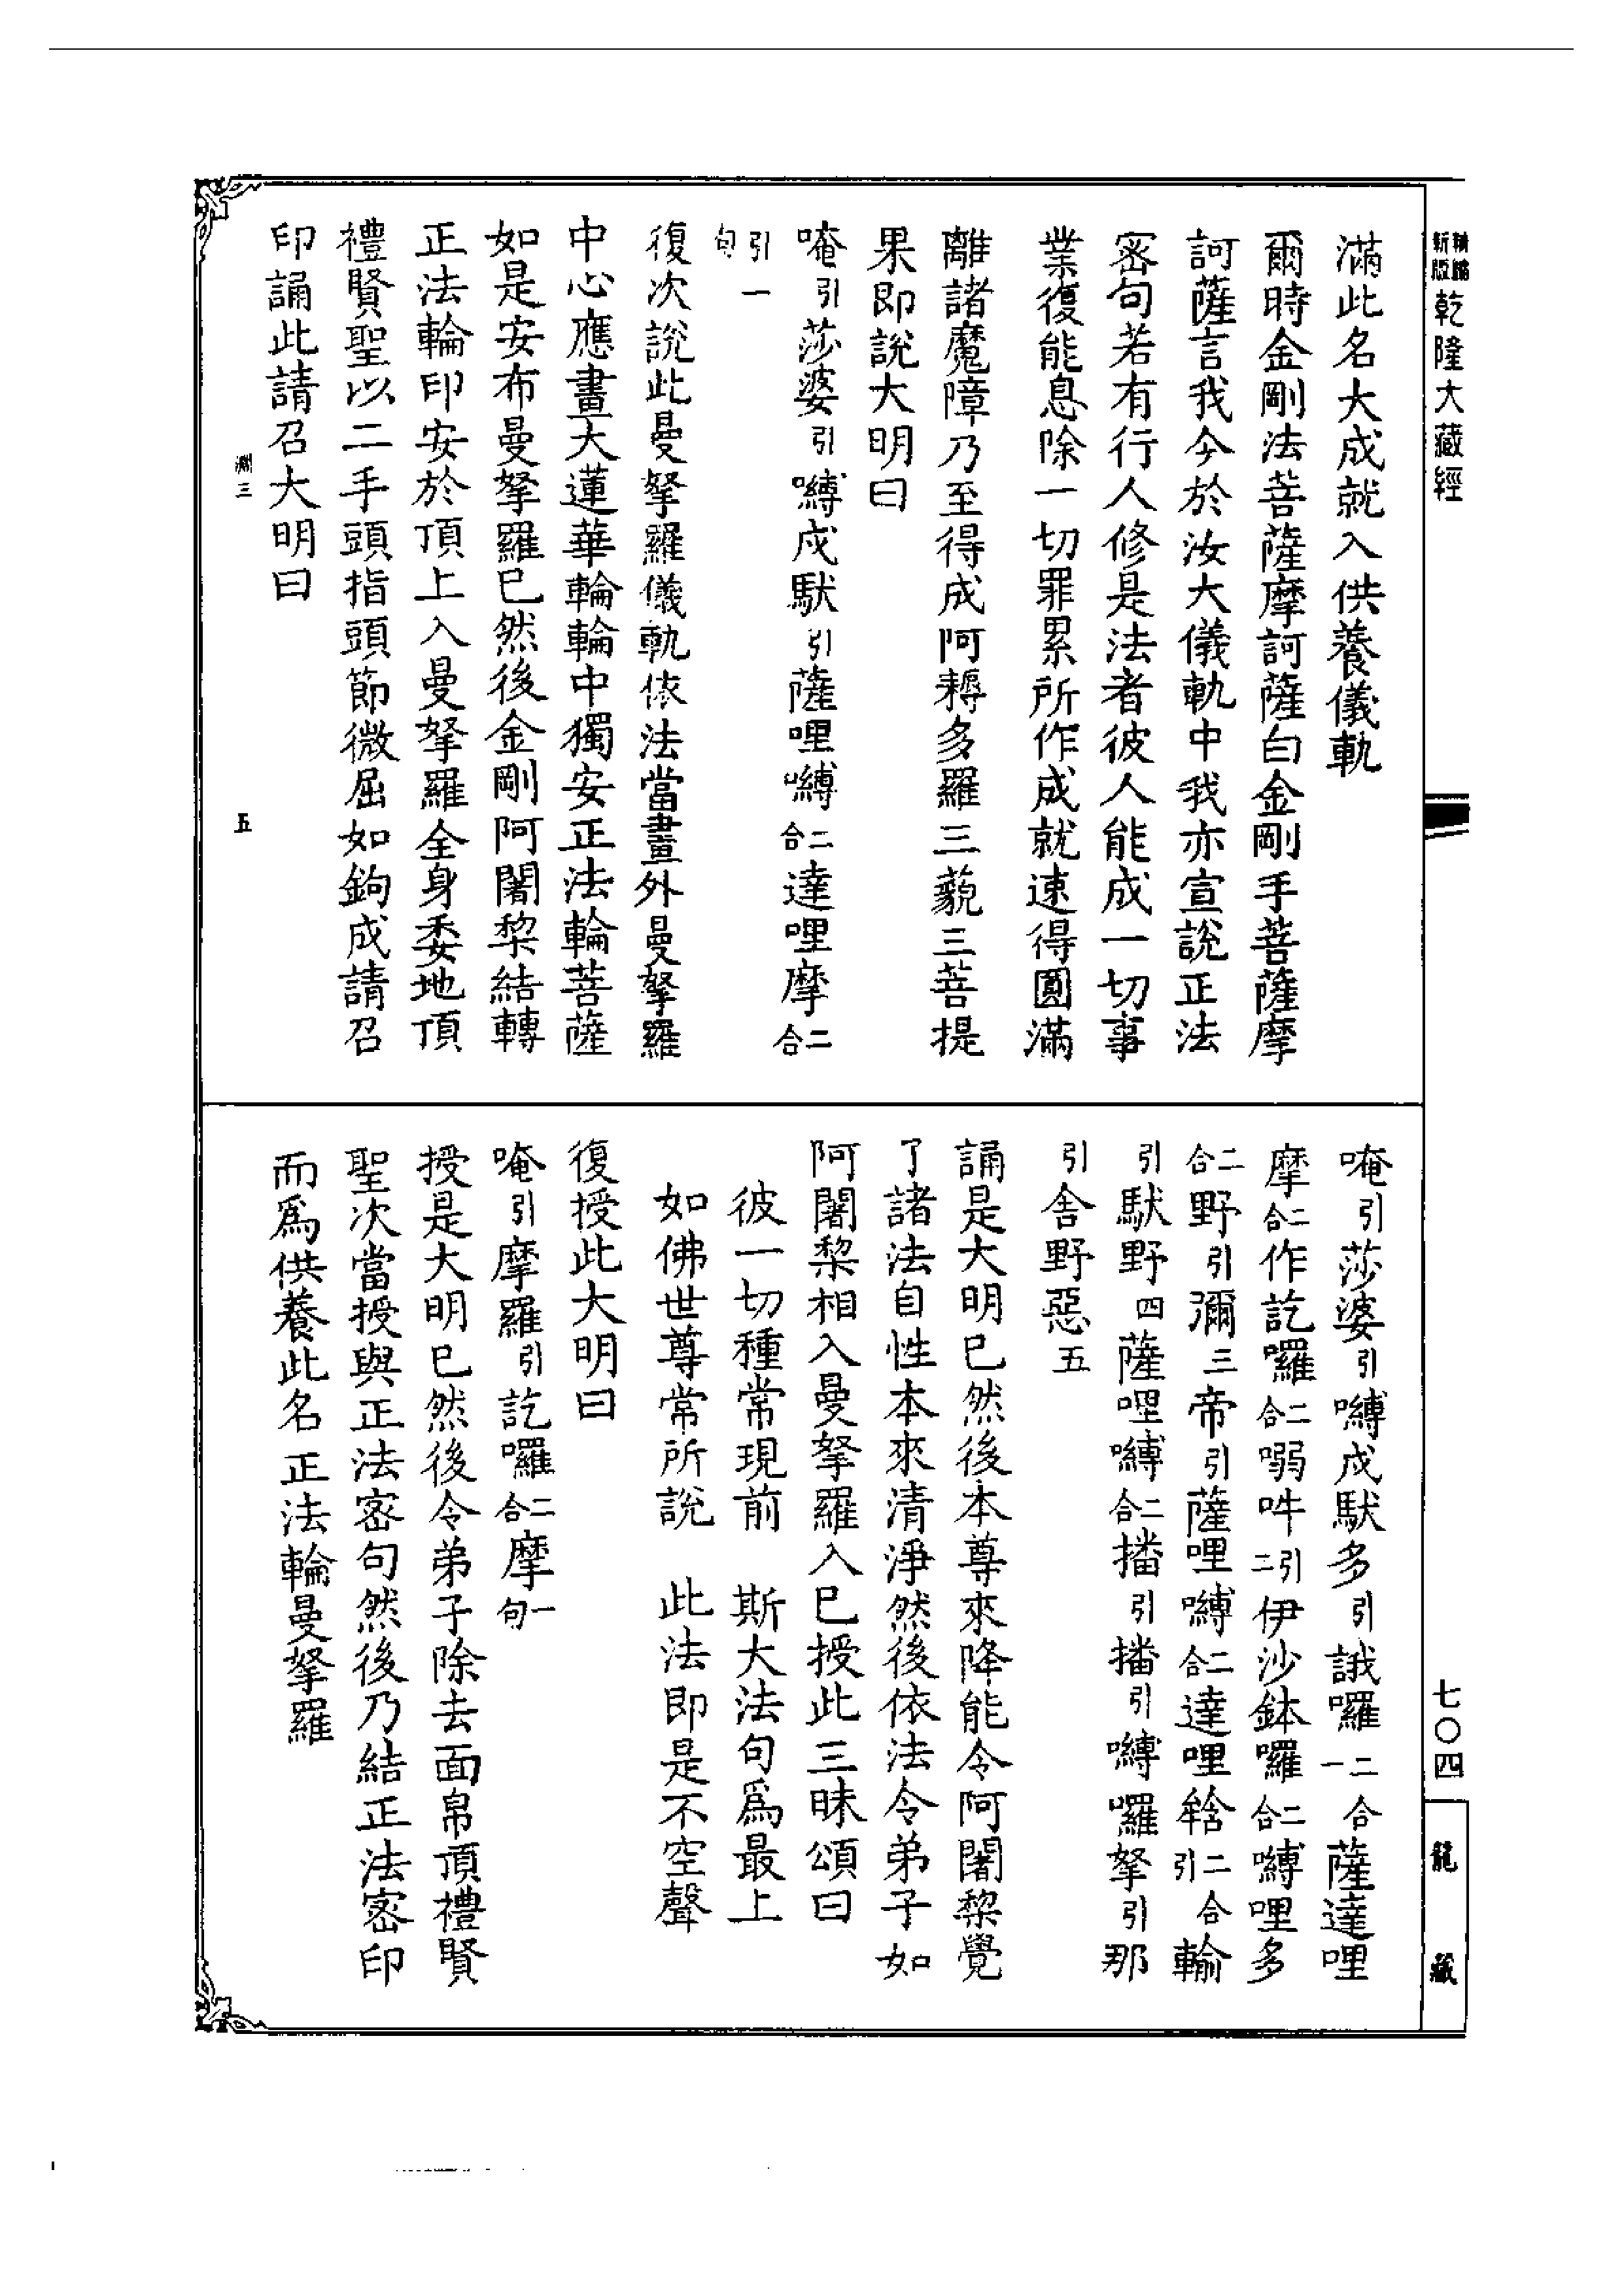 新版
乾隆大藏經
七〇四
龍藏
滿此名大成就入供養儀軌
爾時金剛法菩薩摩訶薩白金剛手菩薩摩
訶薩言我今於汝大儀軌中我亦宣說正法
密句若有行人修是法者彼人能成一切事
業復能息除一切罪累所作成就速得圓滿
離諸魔障乃至得成阿耨多羅三藐三菩提
果即說大明曰
唵引莎婆引嚩戍馱引薩哩嚩二合達哩摩二合
引一句
復次說此曼拏羅儀軌依法當畫外曼拏羅
中心應畫大蓮華輪輪中獨安正法輪菩薩
如是安布曼拏羅已然後金剛阿闍梨結轉
正法輪印安於頂上入曼拏羅全身委地頂
禮賢聖以二手頭指頭節微屈如鉤成請召
印誦此請召大明曰
淵三 五
唵引莎婆引嚩戍馱多引誐囉二合一薩達哩
摩二合作訖囉二合嘚吽引二伊沙鉢囉二合嚩哩多
二合野引彌三帝引薩哩嚩二合達哩輪
引馱野四薩哩嚩二合播引播引嚩囉拏引那
引舍野惡五
誦是大明已然後本尊來降能令阿闍梨覺
了諸法自性本來清淨然後依法令弟子如
阿闍梨相入曼拏羅入已授此三昧頌曰
彼一切種常現前 斯大法句爲最上
如佛世尊常所說 此法即是不空聲
復授此大明曰
唵引摩羅引訖囉二合摩一句
授是大明已然後令弟子除去面帛頂禮賢
聖次當授與正法密句然後乃結正法密印
而爲供養此名正法輪曼拏羅